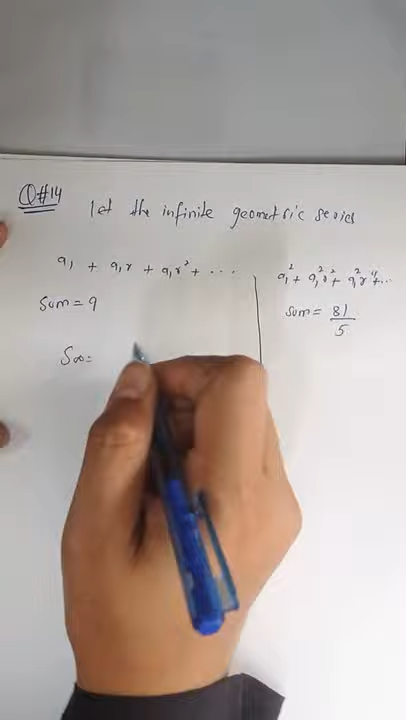 Q#14 Let the infinite geometric series
a₁ + a₁r + a₁r² + ...
Sum = 9
S∞ =
a₁² + a₁²r² + a₁²r⁴ + ...
Sum = 81/5